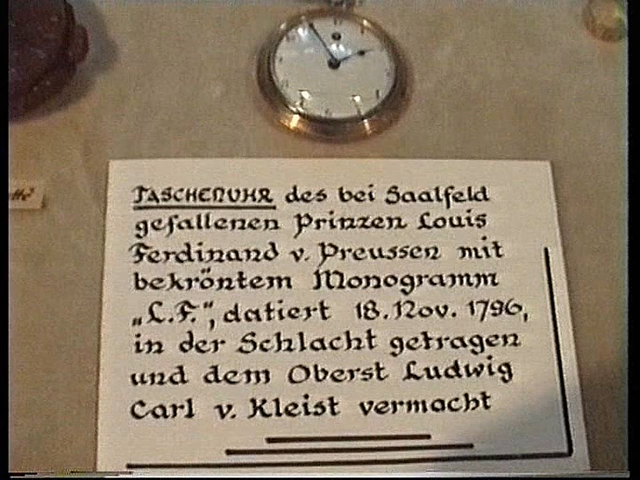 TASCHENUHR des bei Saalfeld
gefallenen Prinzen Louis
Ferdinand v. Preussen mit
bekröntem Monogramm
„L.F.", datiert 18. Nov. 1796,
in der Schlacht getragen
und dem Oberst Ludwig
Carl v. Kleist vermacht